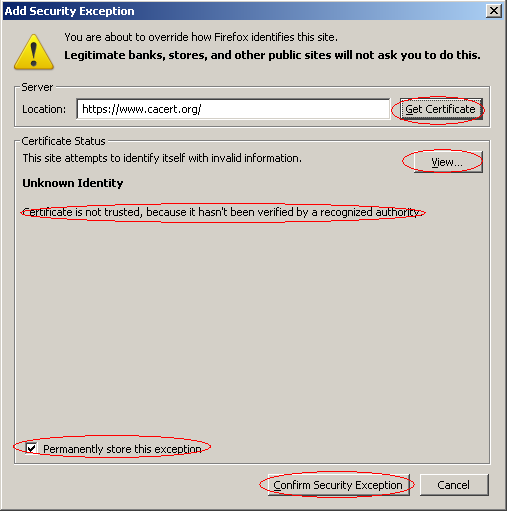 Add Security Exception
You are about to override how Firefox identifies this site.
Legitimate banks, stores, and other public sites will not ask you to do this.
Server
Location: https://www.cacert.org/ Get Certificate
Certificate Status
This site attempts to identify itself with invalid information. View...
Unknown Identity
Certificate is not trusted, because it hasn't been verified by a recognized authority.
Permanently store this exception
Confirm Security Exception Cancel